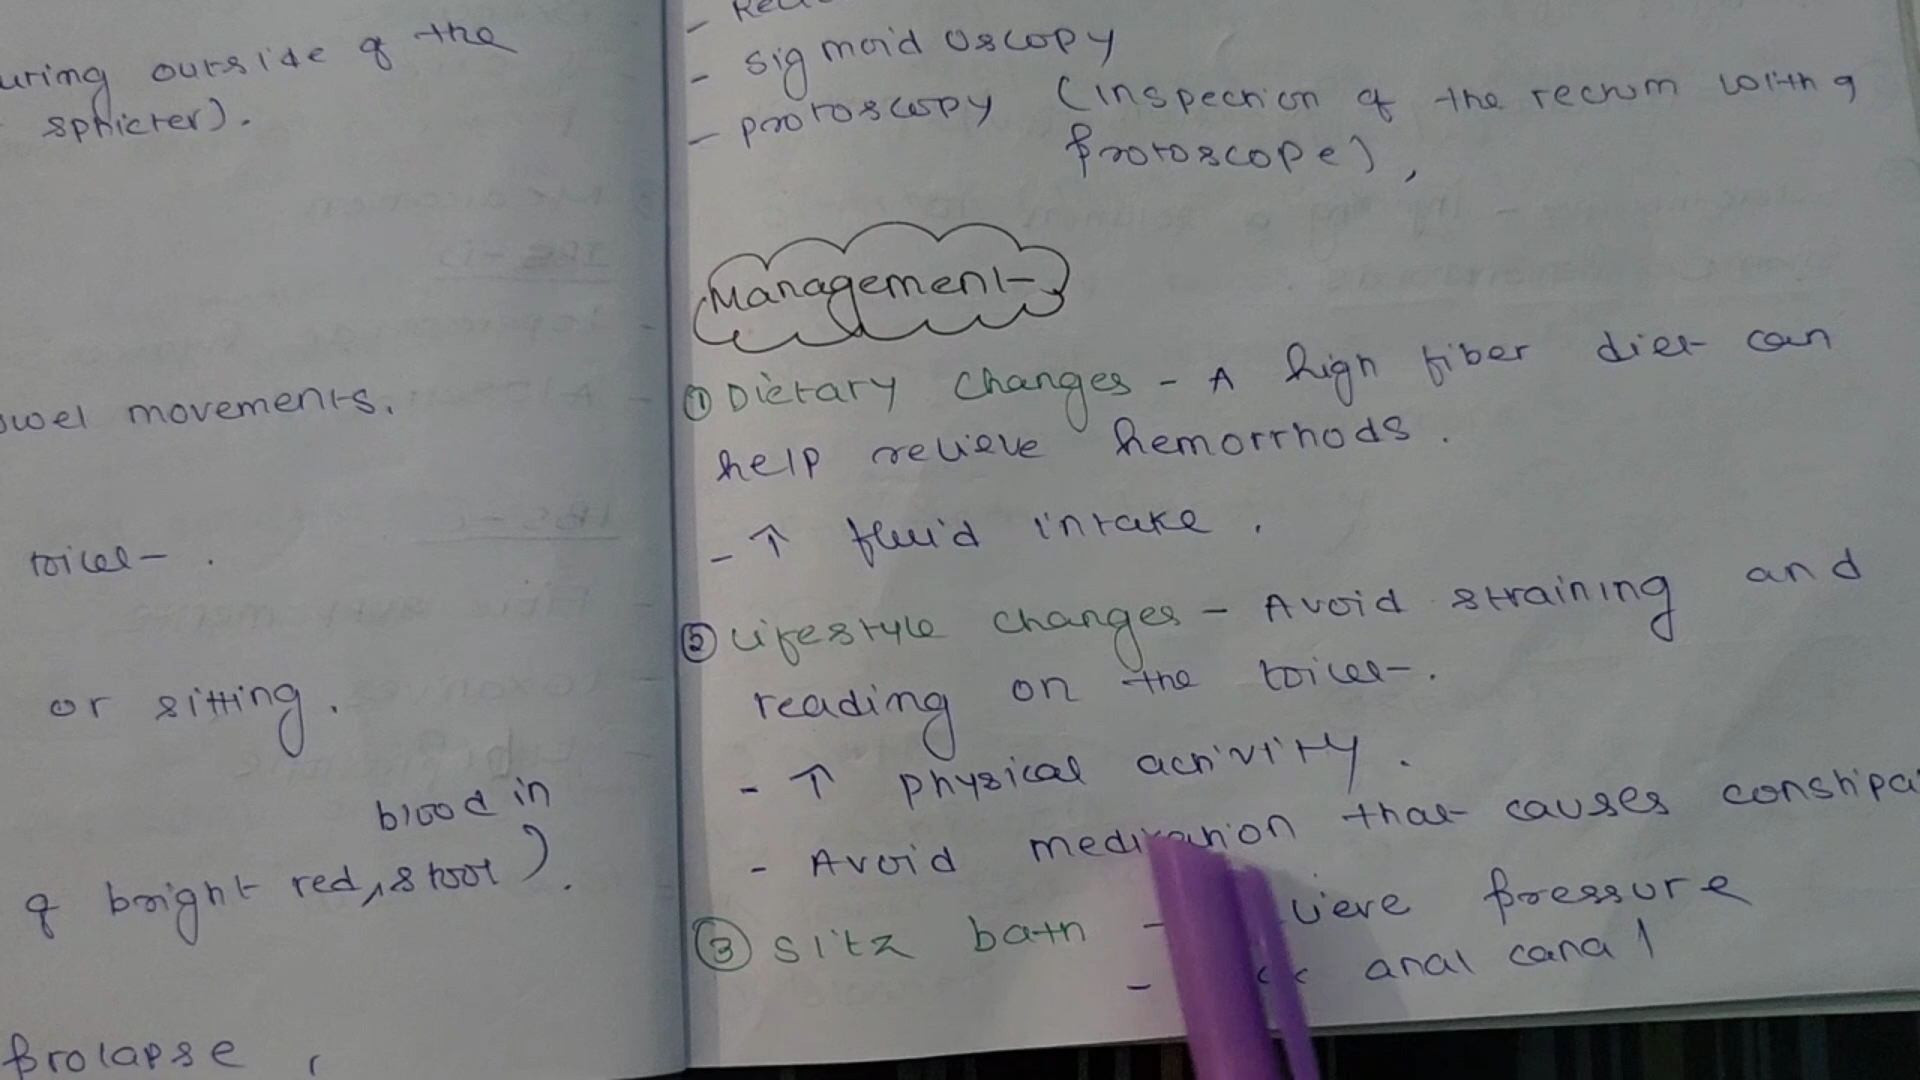 uring outside of the
sphicter).
owel movements.
toilet .
or sitting.
blood in
of bright red, stool).
Prolapse,
- sigmoid oscopy
- protoscopy (inspection of the rectum with a
protoscope),
Management
① Dietary changes - A high fiber diet can
help relieve hemorrhods.
- ↑ fluid intake.
② Lifestyle changes - Avoid straining and
reading on the toilet.
- ↑ physical activity.
- Avoid medication that causes constipa
③ Sitz bath - lieve pressure
- anal canal